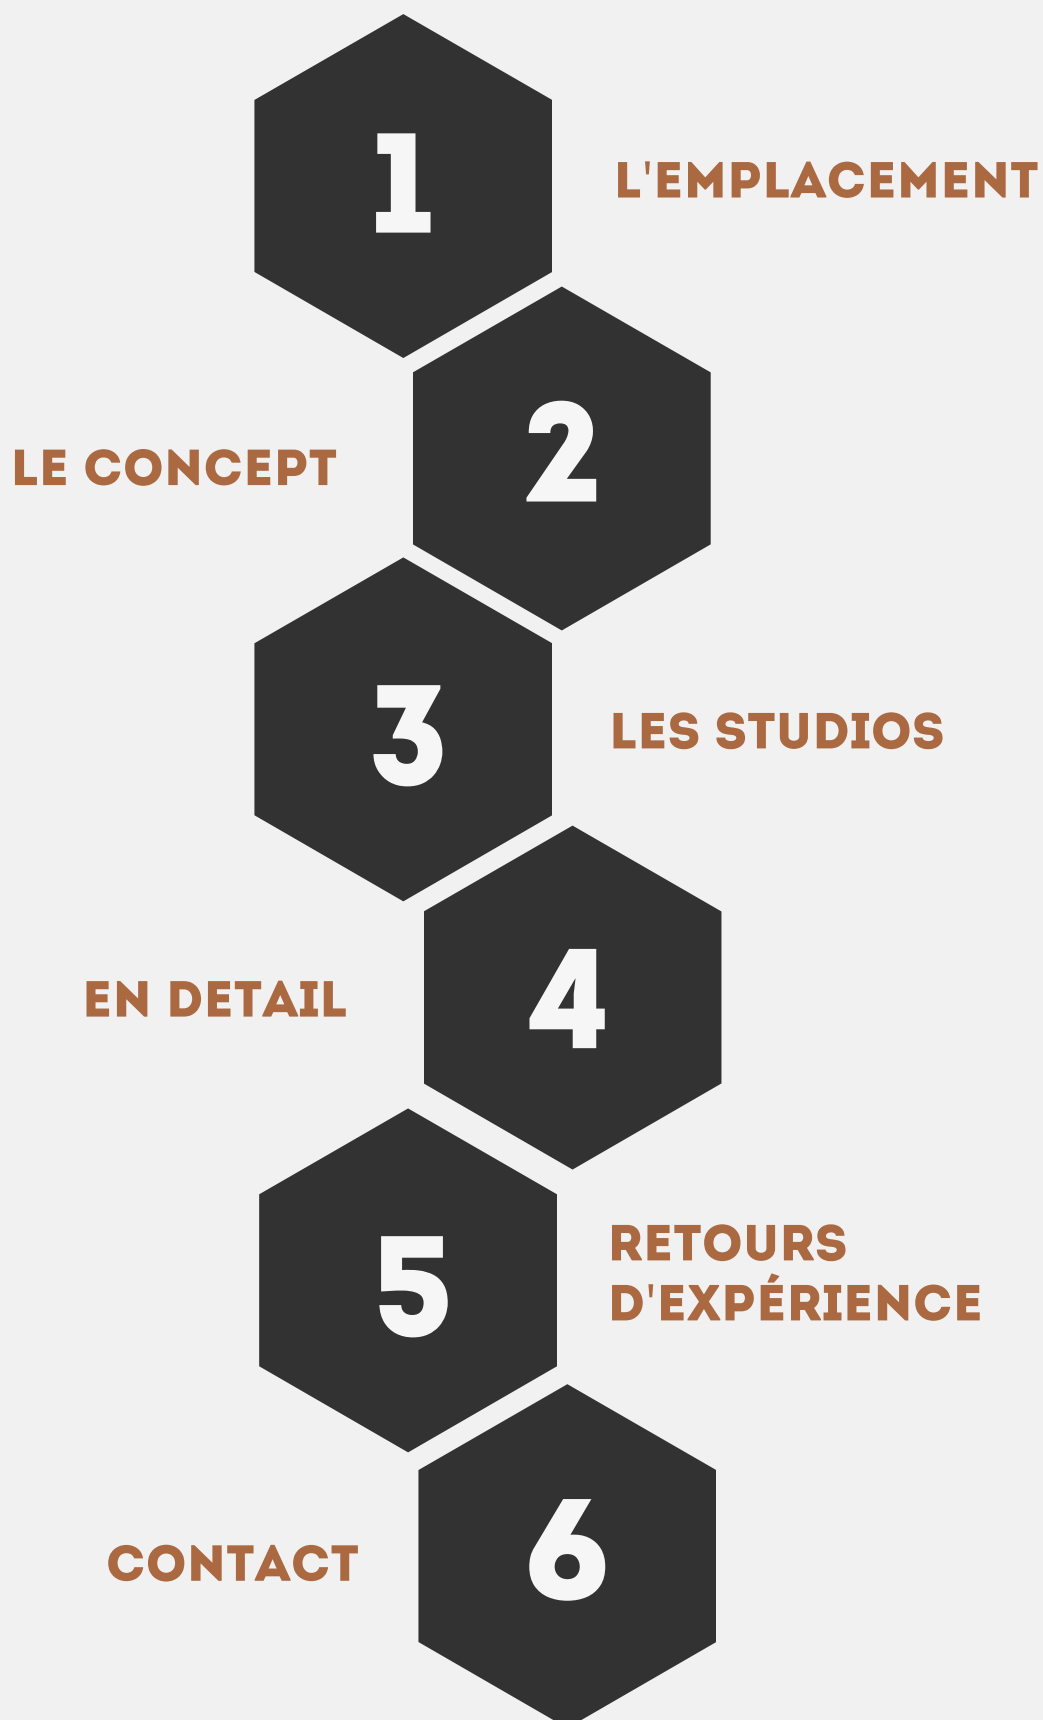 1
L'EMPLACEMENT
LE CONCEPT
2
3
LES STUDIOS
EN DETAIL
4
5
RETOURS
D'EXPÉRIENCE
CONTACT
6